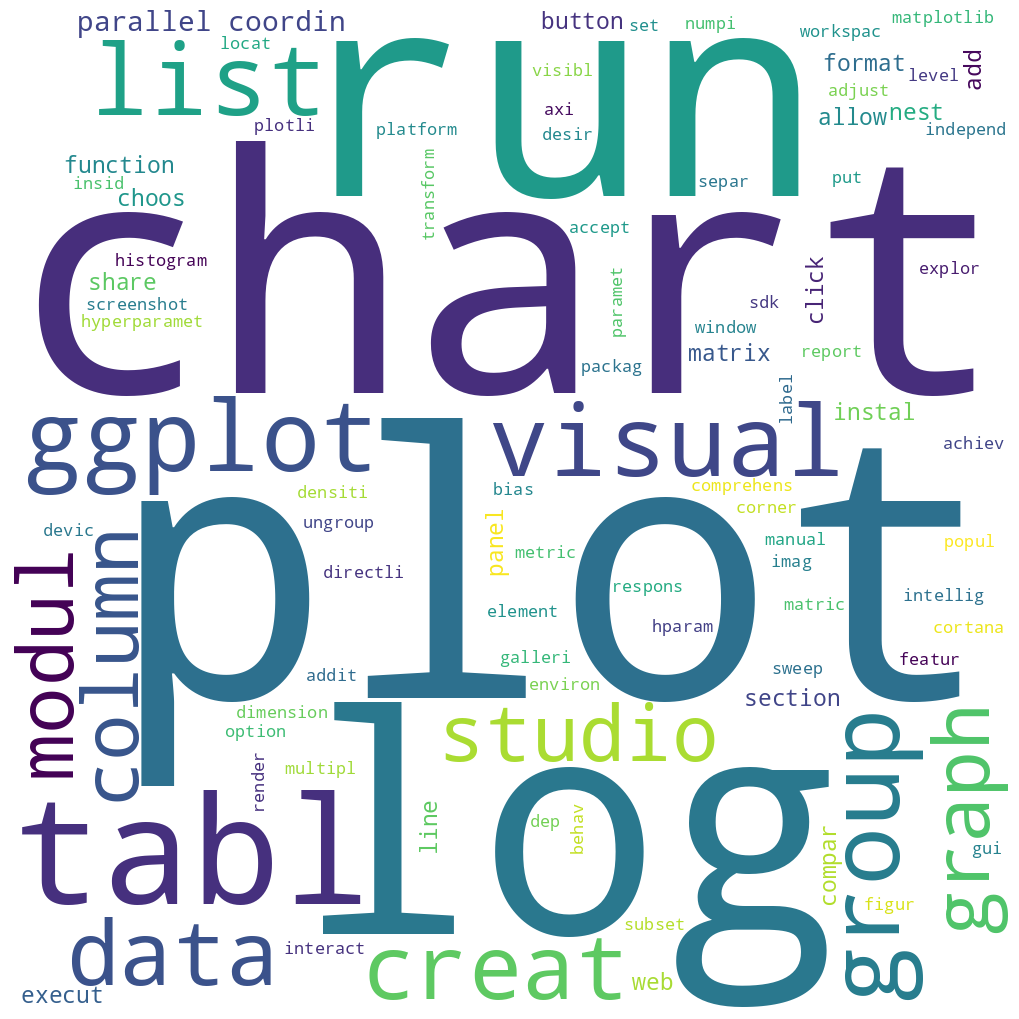 parallel coordin
button
set
numpi
matplotlib
locat
workspac
run
list
visibl
format
level
add
adjust
axi
allow
nest
plotli
platform
desir
independ
function
transform
insid
choos
separ
put
chart
accept
histogram
share
click
explor
screenshot
paramet
sdk
hyperparamet
window
matrix
report
packag
label
ggplot
visual
instal
achiev
densiti
bias
comprehens
corner
devic
ungroup
panel
manual
popul
metric
imag
column
modul
directli
plot
respons
intellig
element
matric
hparam
cortana
galleri
featur
addit
environ
sweep
section
dimension
option
studio
group
graph
render
multipl
tabl
line
log
dep
behav
compar
gui
figur
subset
data
interact
creat
web
execut